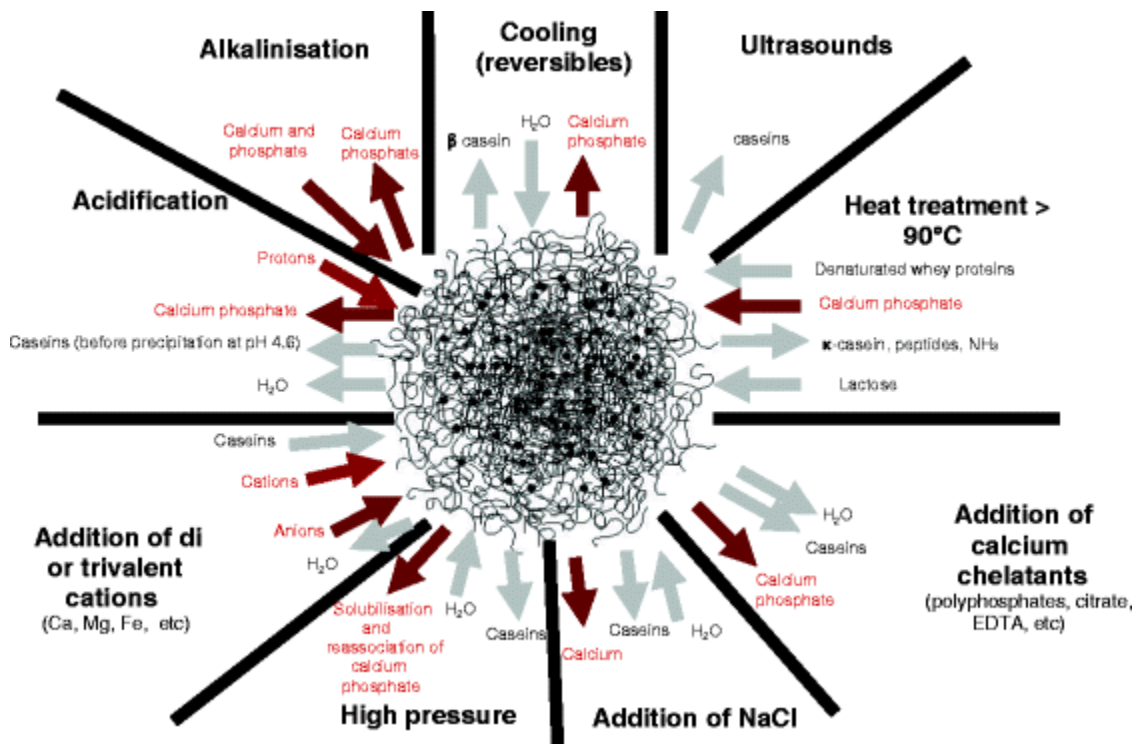 Alkalinisation
Cooling
(reversibles)
Ultrasounds
Calcium and
phosphate
Calcium
phosphate
β casein
H₂O
Calcium
phosphate
caseins
Acidification
Protons
Calcium phosphate
Caseins (before precipitation at pH 4.6)
H₂O
Heat treatment >
90°C
Denaturated whey proteins
Calcium phosphate
κ-casein, peptides, NH₃
Lactose
Caseins
Cations
Anions
H₂O
Addition of di
or trivalent
cations
(Ca, Mg, Fe, etc)
Solubilisation
and
reassociation of
calcium
phosphate
H₂O
Caseins
High pressure
Calcium
Caseins
H₂O
Addition of NaCl
H₂O
Caseins
Calcium
phosphate
Addition of
calcium
chelatants
(polyphosphates, citrate,
EDTA, etc)